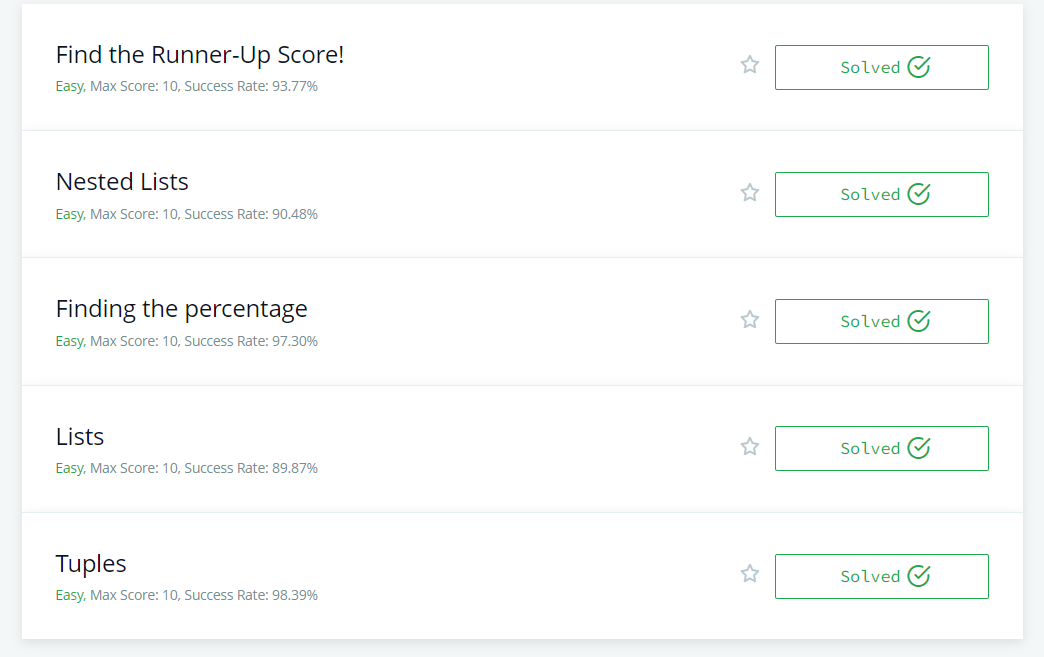 Find the Runner-Up Score!
Easy, Max Score: 10, Success Rate: 93.77%
Solved
Nested Lists
Easy, Max Score: 10, Success Rate: 90.48%
Solved
Finding the percentage
Easy, Max Score: 10, Success Rate: 97.30%
Solved
Lists
Easy, Max Score: 10, Success Rate: 89.87%
Solved
Tuples
Easy, Max Score: 10, Success Rate: 98.39%
Solved